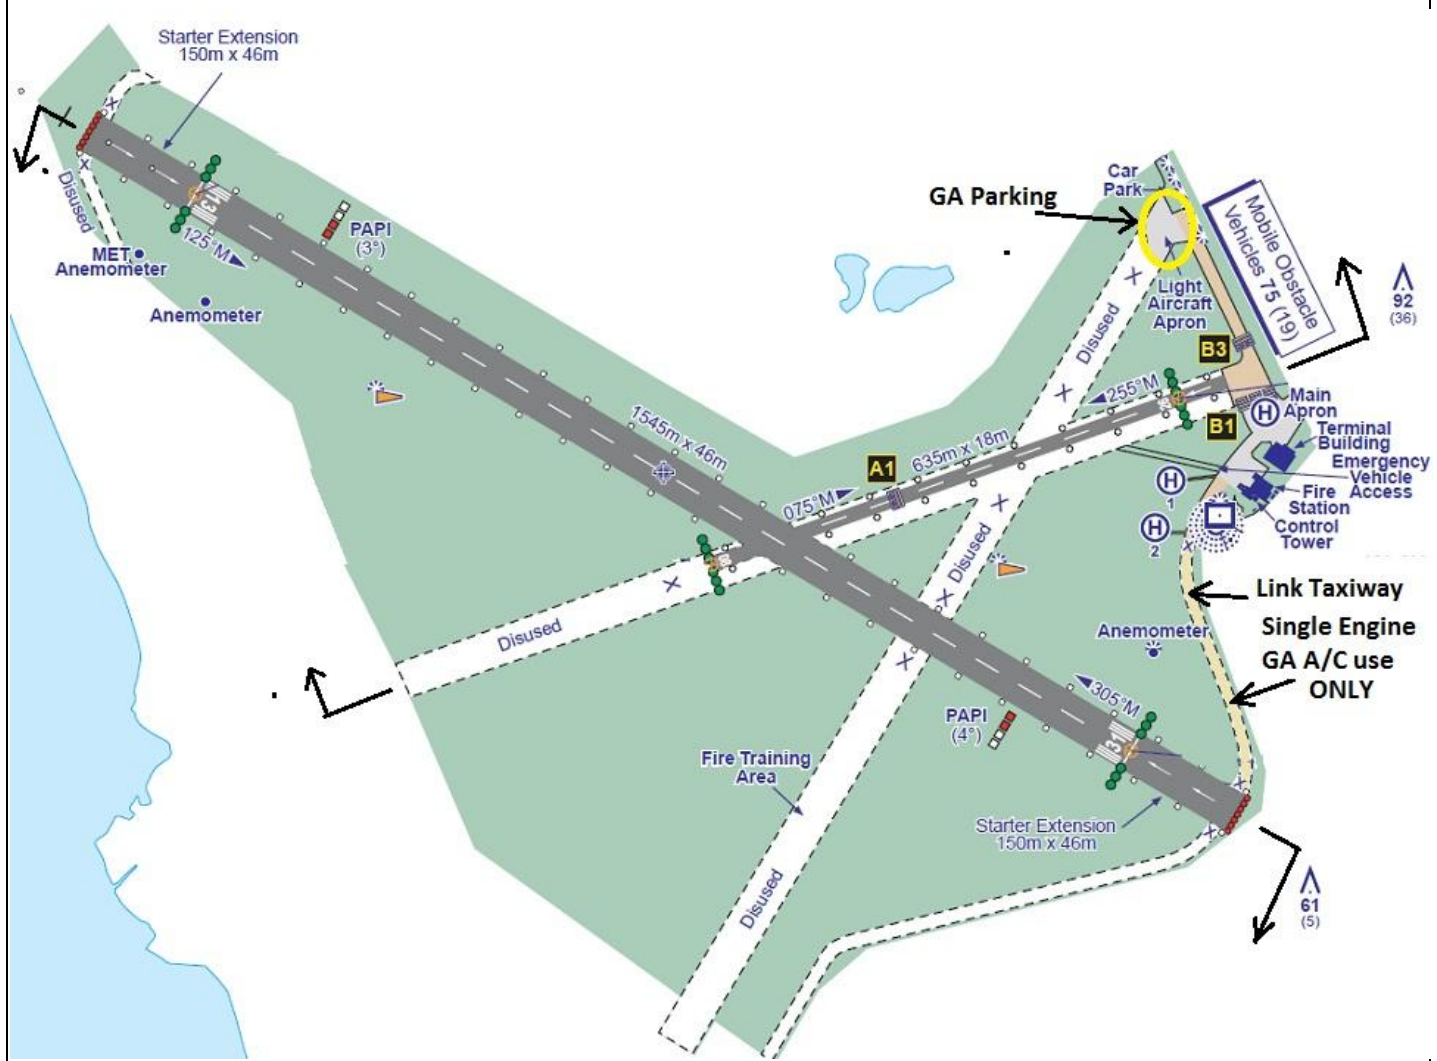 Starter Extension
150m x 46m
Car
Park
GA Parking
Mobile Obstacle
Vehicles 75 (19)
13
PAPI
(3°)
Disused
125°M
MET
Anemometer
Anemometer
Light
Aircraft
Apron
92
(36)
Disused
B3
255°M
Main
Apron
B1
H
Terminal
Building
1545m x 46m
635m x 18m
A1
Emergency
Vehicle
Access
075°M
H
1
Fire
Station
H
2
Control
Tower
08
Disused
Link Taxiway
Disused
Anemometer
Single Engine
GA A/C use
ONLY
305°M
PAPI
(4°)
31
Fire Training
Area
Starter Extension
150m x 46m
Disused
61
(5)